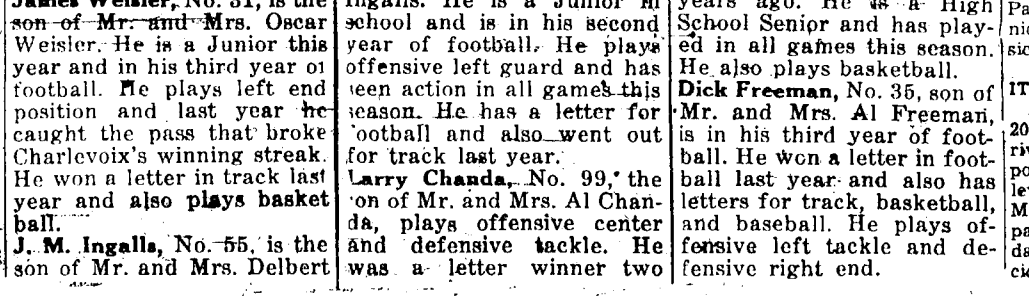 James Weisler, No. 31, is the
son of Mr. and Mrs. Oscar
Weisler. He is a Junior this
year and in his third year of
football. He plays left end
position and last year he
caught the pass that broke
Charlevoix's winning streak.
He won a letter in track last
year and also plays basket
ball.
J. M. Ingalls, No. 55, is the
son of Mr. and Mrs. Delbert
Ingalls. He is a Junior in
school and is in his second
year of football. He plays
offensive left guard and has
seen action in all games this
season. He has a letter for
football and also went out
for track last year.
Larry Chanda, No. 99, the
son of Mr. and Mrs. Al Chan-
da, plays offensive center
and defensive tackle. He
was a letter winner two
years ago. He is a High
School Senior and has play-
ed in all games this season.
He also plays basketball.
Dick Freeman, No. 35, son of
Mr. and Mrs. Al Freeman,
is in his third year of foot-
ball. He won a letter in foot-
ball last year and also has
letters for track, basketball,
and baseball. He plays of-
fensive left tackle and de-
fensive right end.